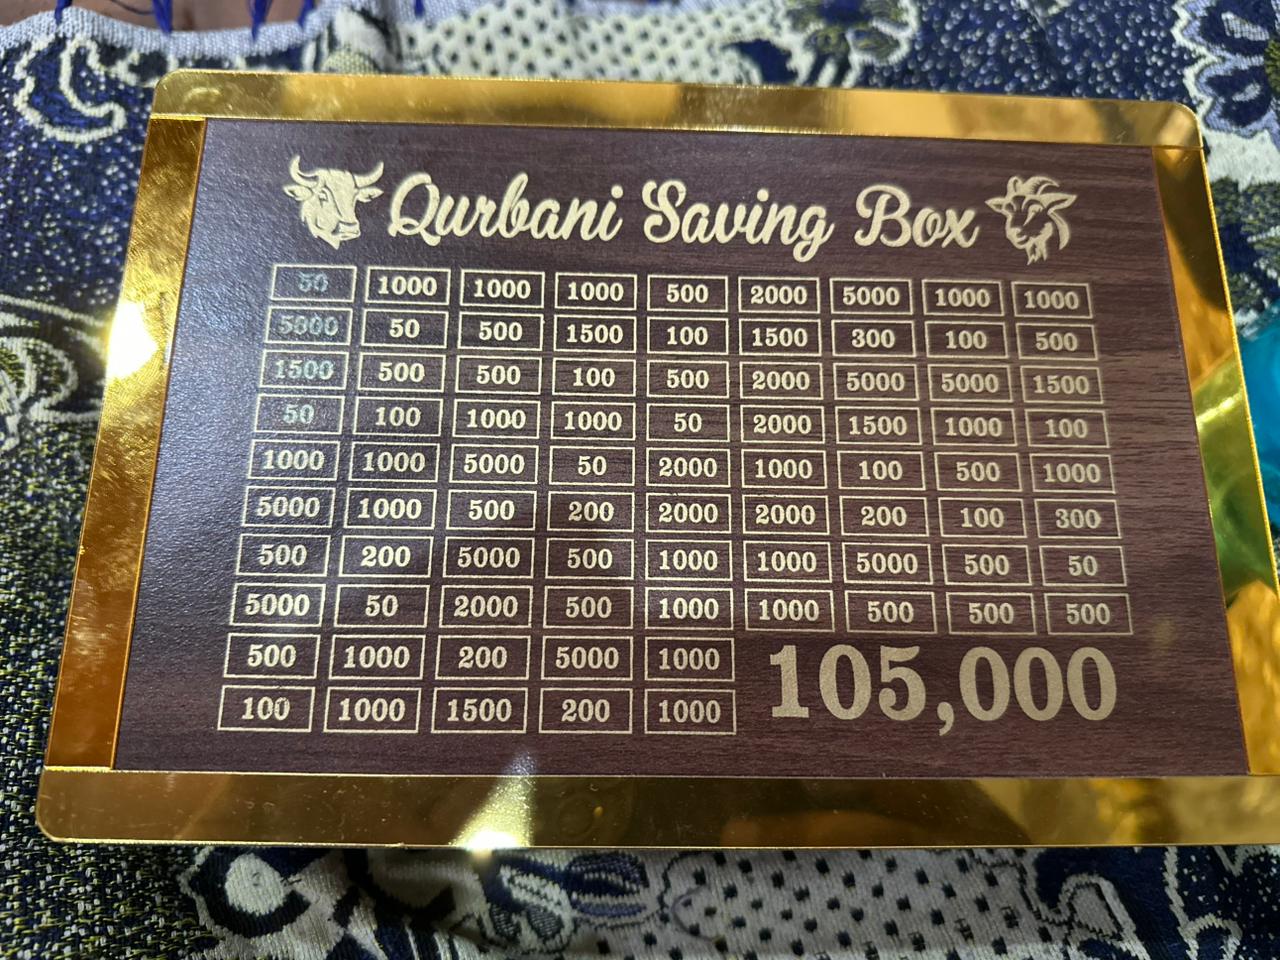 Qurbani Saving Box
50 1000 1000 1000 500 2000 5000 1000 1000
5000 50 500 1500 100 1500 300 100 500
1500 500 500 100 500 2000 5000 5000 1500
50 100 1000 1000 50 2000 1500 1000 100
1000 1000 5000 50 2000 1000 100 500 1000
5000 1000 500 200 2000 2000 200 100 300
500 200 5000 500 1000 1000 5000 500 50
5000 50 2000 500 1000 1000 500 500 500
500 1000 200 5000 1000
100 1000 1500 200 1000
105,000